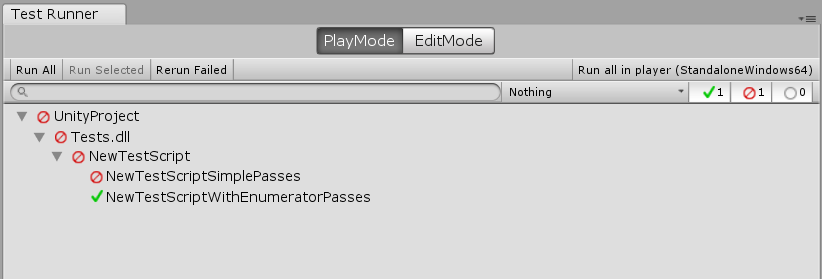 Test Runner
PlayMode EditMode
Run All Run Selected Rerun Failed Run all in player (StandaloneWindows64)
Nothing 1 1 0
UnityProject
Tests.dll
NewTestScript
NewTestScriptSimplePasses
NewTestScriptWithEnumeratorPasses